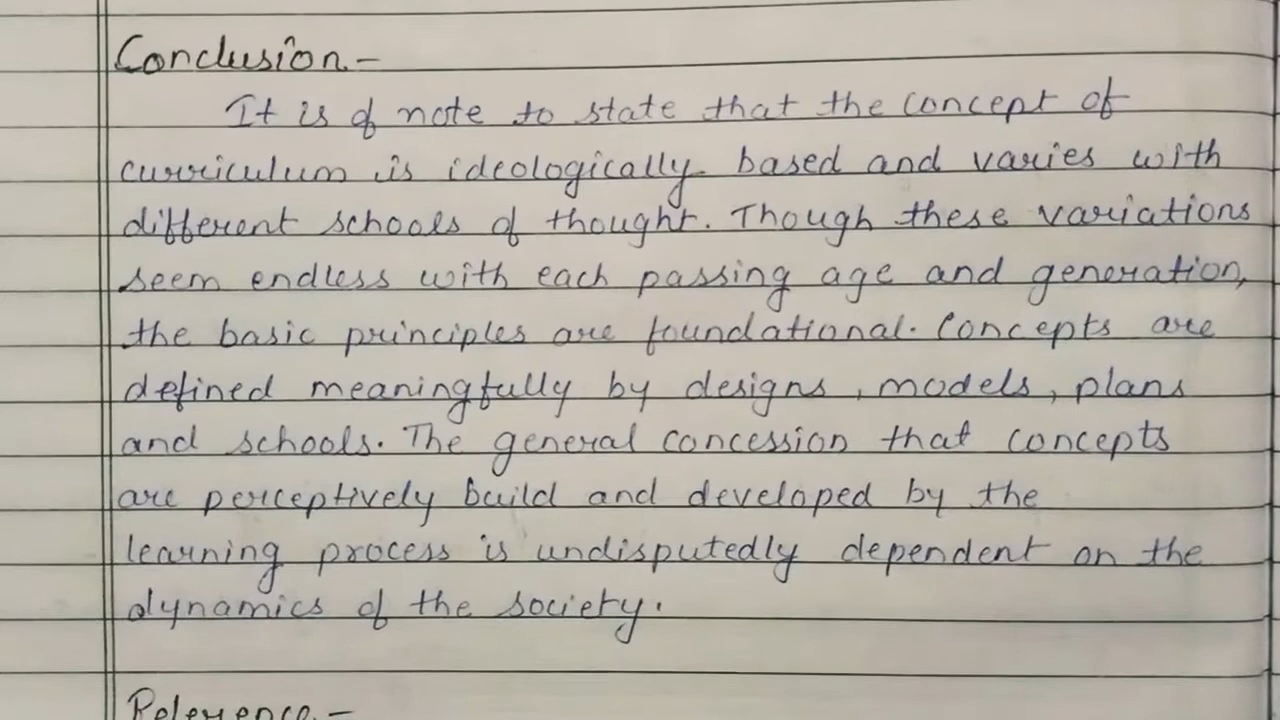 Conclusion.-
It is of note to state that the concept of
curriculum is ideologically based and varies with
different schools of thought. Though these variations
seem endless with each passing age and generation,
the basic principles are foundational. Concepts are
defined meaningfully by designs, models, plans
and schools. The general concession that concepts
are perceptively build and developed by the
learning process is undisputedly dependent on the
dynamics of the society.
Reference.-